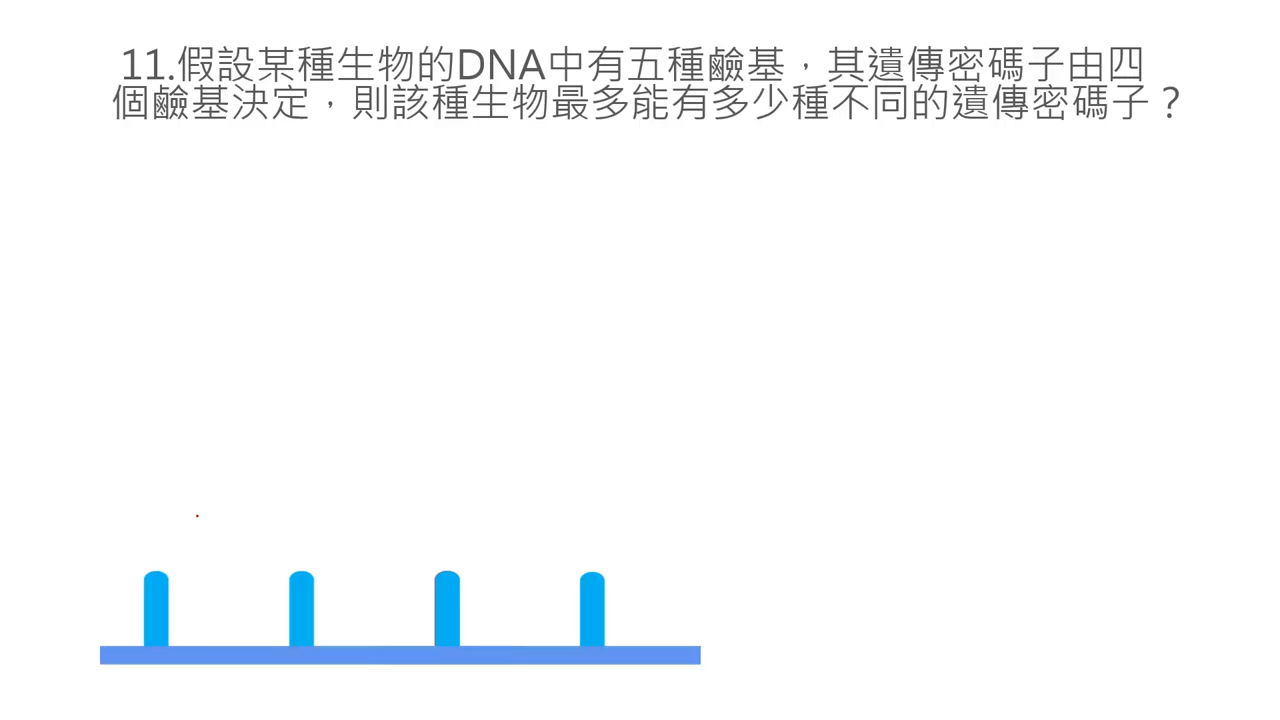 11.假設某種生物的DNA中有五種鹼基，其遺傳密碼子由四
個鹼基決定，則該種生物最多能有多少種不同的遺傳密碼子？